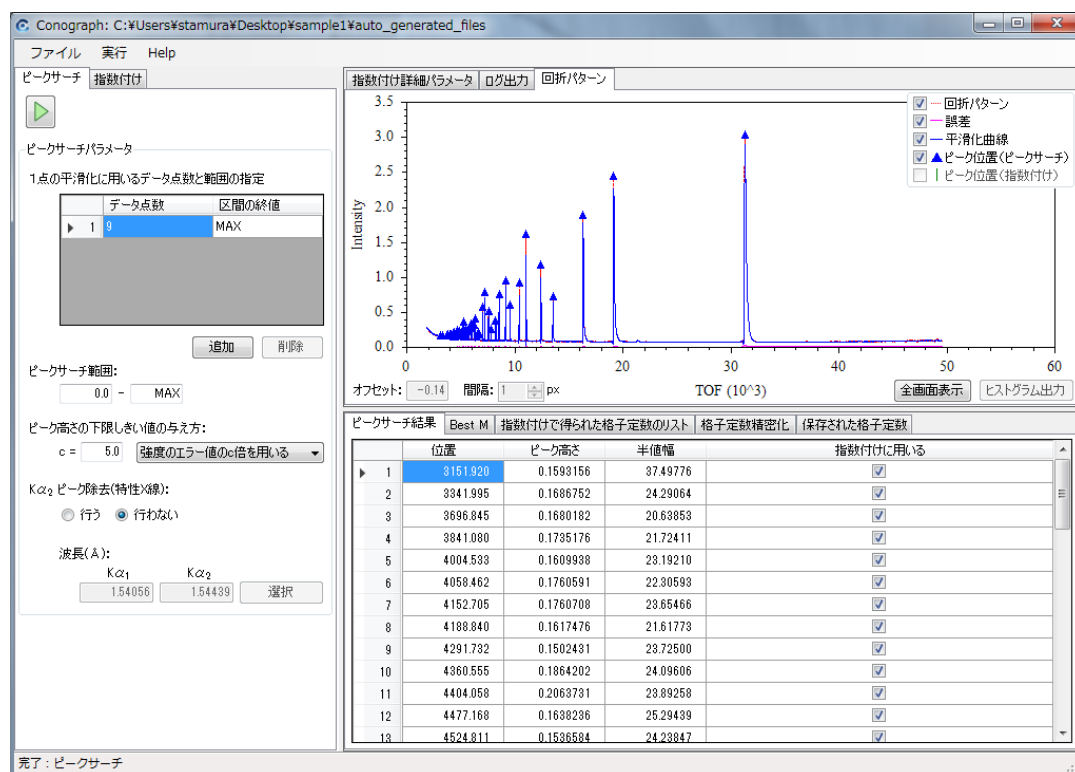 Conograph: C:¥Users¥stamura¥Desktop¥sample1¥auto_generated_files
ファイル 実行 Help
ピークサーチ 指数付け
ピークサーチパラメータ
1点の平滑化に用いるデータ点数と範囲の指定
データ点数 区間の終値
1 9 MAX
追加 削除
ピークサーチ範囲:
0.0 - MAX
ピーク高さの下限しきい値の与え方:
c = 5.0 強度のエラー値のc倍を用いる
Kα2 ピーク除去(特性X線):
行う 行わない
波長(Å):
Kα1 Kα2
1.54056 1.54439 選択
指数付け詳細パラメータ ログ出力 回折パターン
3.5
3.0
2.5
2.0
1.5
1.0
0.5
0.0
Intensity
0 10 20 30 40 50 60
TOF (10^3)
回折パターン
誤差
平滑化曲線
ピーク位置(ピークサーチ)
ピーク位置(指数付け)
オフセット: -0.14 間隔: 1 px
全画面表示 ヒストグラム出力
ピークサーチ結果 Best M 指数付けで得られた格子定数のリスト 格子定数精密化 保存された格子定数
位置 ピーク高さ 半値幅 指数付けに用いる
1 3151.920 0.1593156 37.49776
2 3341.995 0.1686752 24.29064
3 3696.845 0.1680182 20.63853
4 3841.080 0.1735176 21.72411
5 4004.533 0.1609938 23.19210
6 4058.462 0.1760591 22.30593
7 4152.705 0.1760708 23.65466
8 4188.840 0.1617476 21.61773
9 4291.732 0.1502431 23.72500
10 4360.555 0.1864202 24.09606
11 4404.058 0.2063731 23.89258
12 4477.168 0.1638236 25.29439
13 4524.811 0.1536584 24.23847
完了 : ピークサーチ